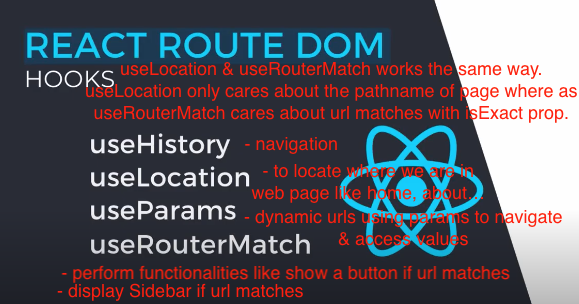 REACT ROUTE DOM
HOOKS
useLocation & useRouterMatch works the same way.
useLocation only cares about the pathname of page where as
useRouterMatch cares about url matches with isExact prop.
useHistory - navigation
useLocation - to locate where we are in
web page like home, about...
useParams - dynamic urls using params to navigate
& access values
useRouterMatch
- perform functionalities like show a button if url matches
- display Sidebar if url matches